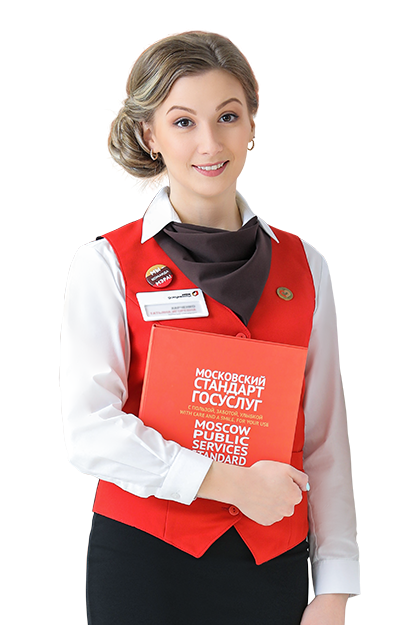 МОСКОВСКИЙ
СТАНДАРТ
ГОСУСЛУГ
С ПОЛЬЗОЙ, ЗАБОТОЙ, УЛЫБКОЙ
WITH CARE AND A SMILE, FOR YOUR USE
MOSCOW
PUBLIC
SERVICES
STANDARD